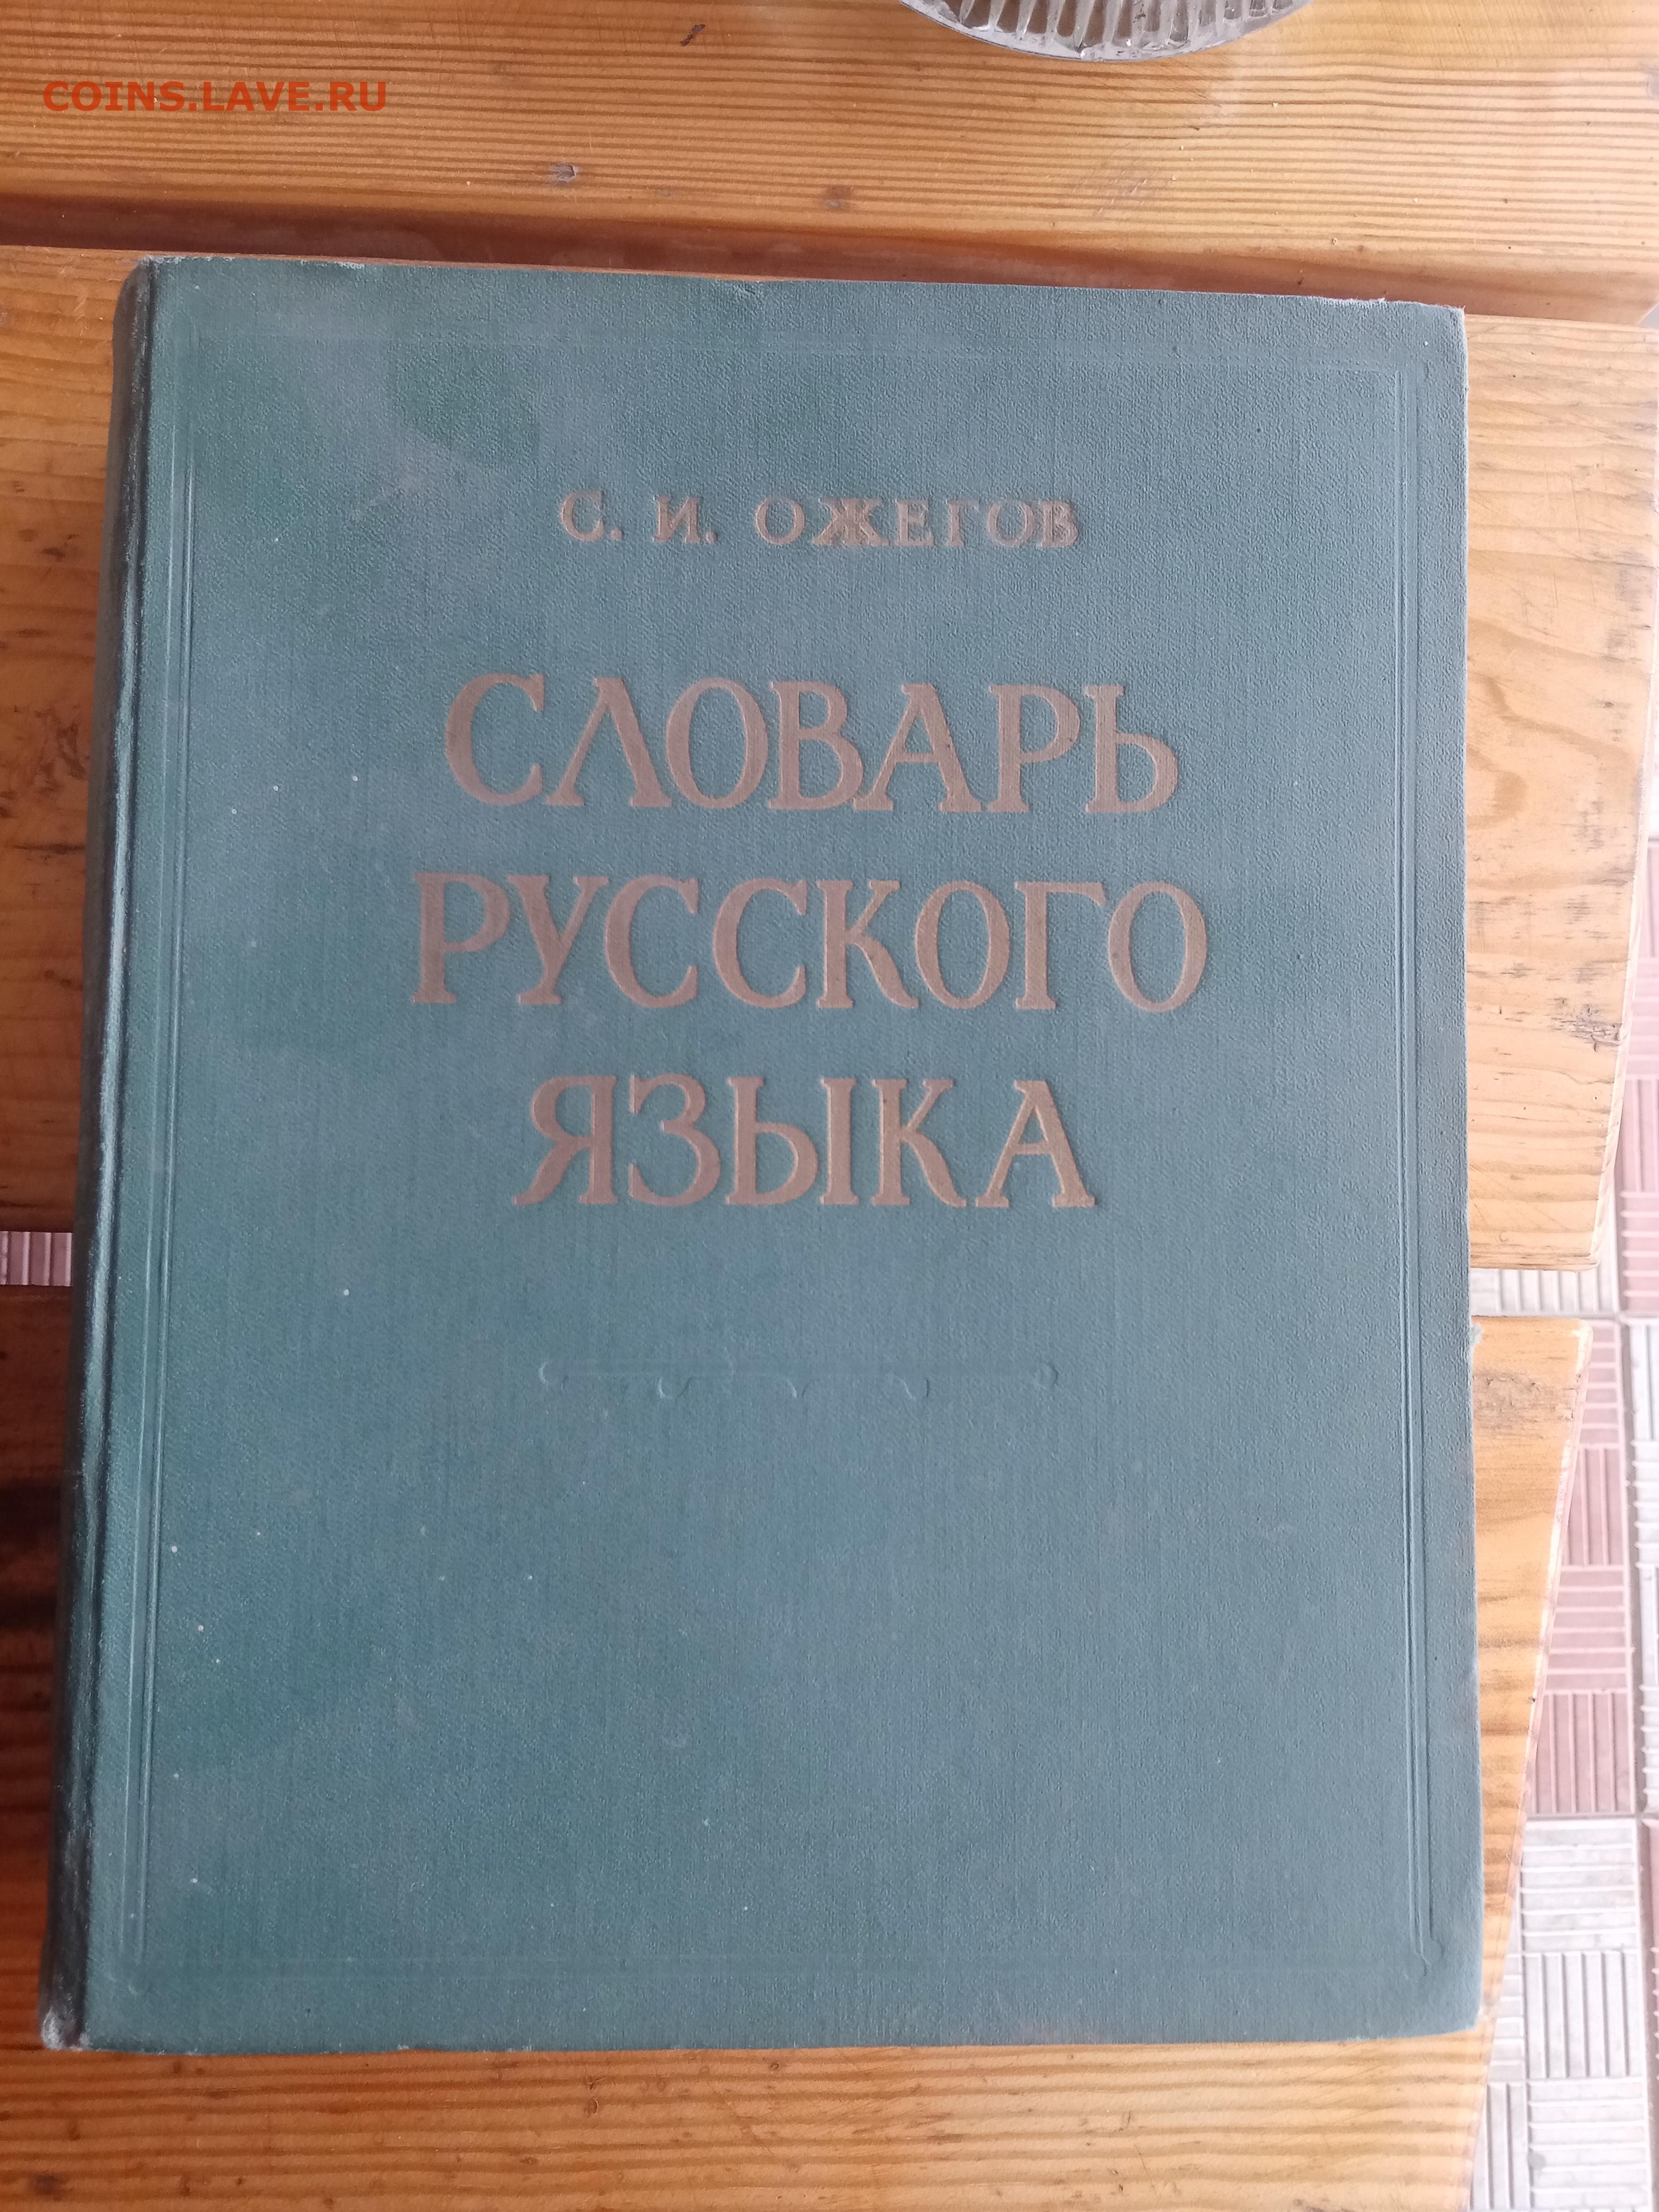 COINS.LAVE.RU
С. И. ОЖЕГОВ
СЛОВАРЬ
РУССКОГО
ЯЗЫКА